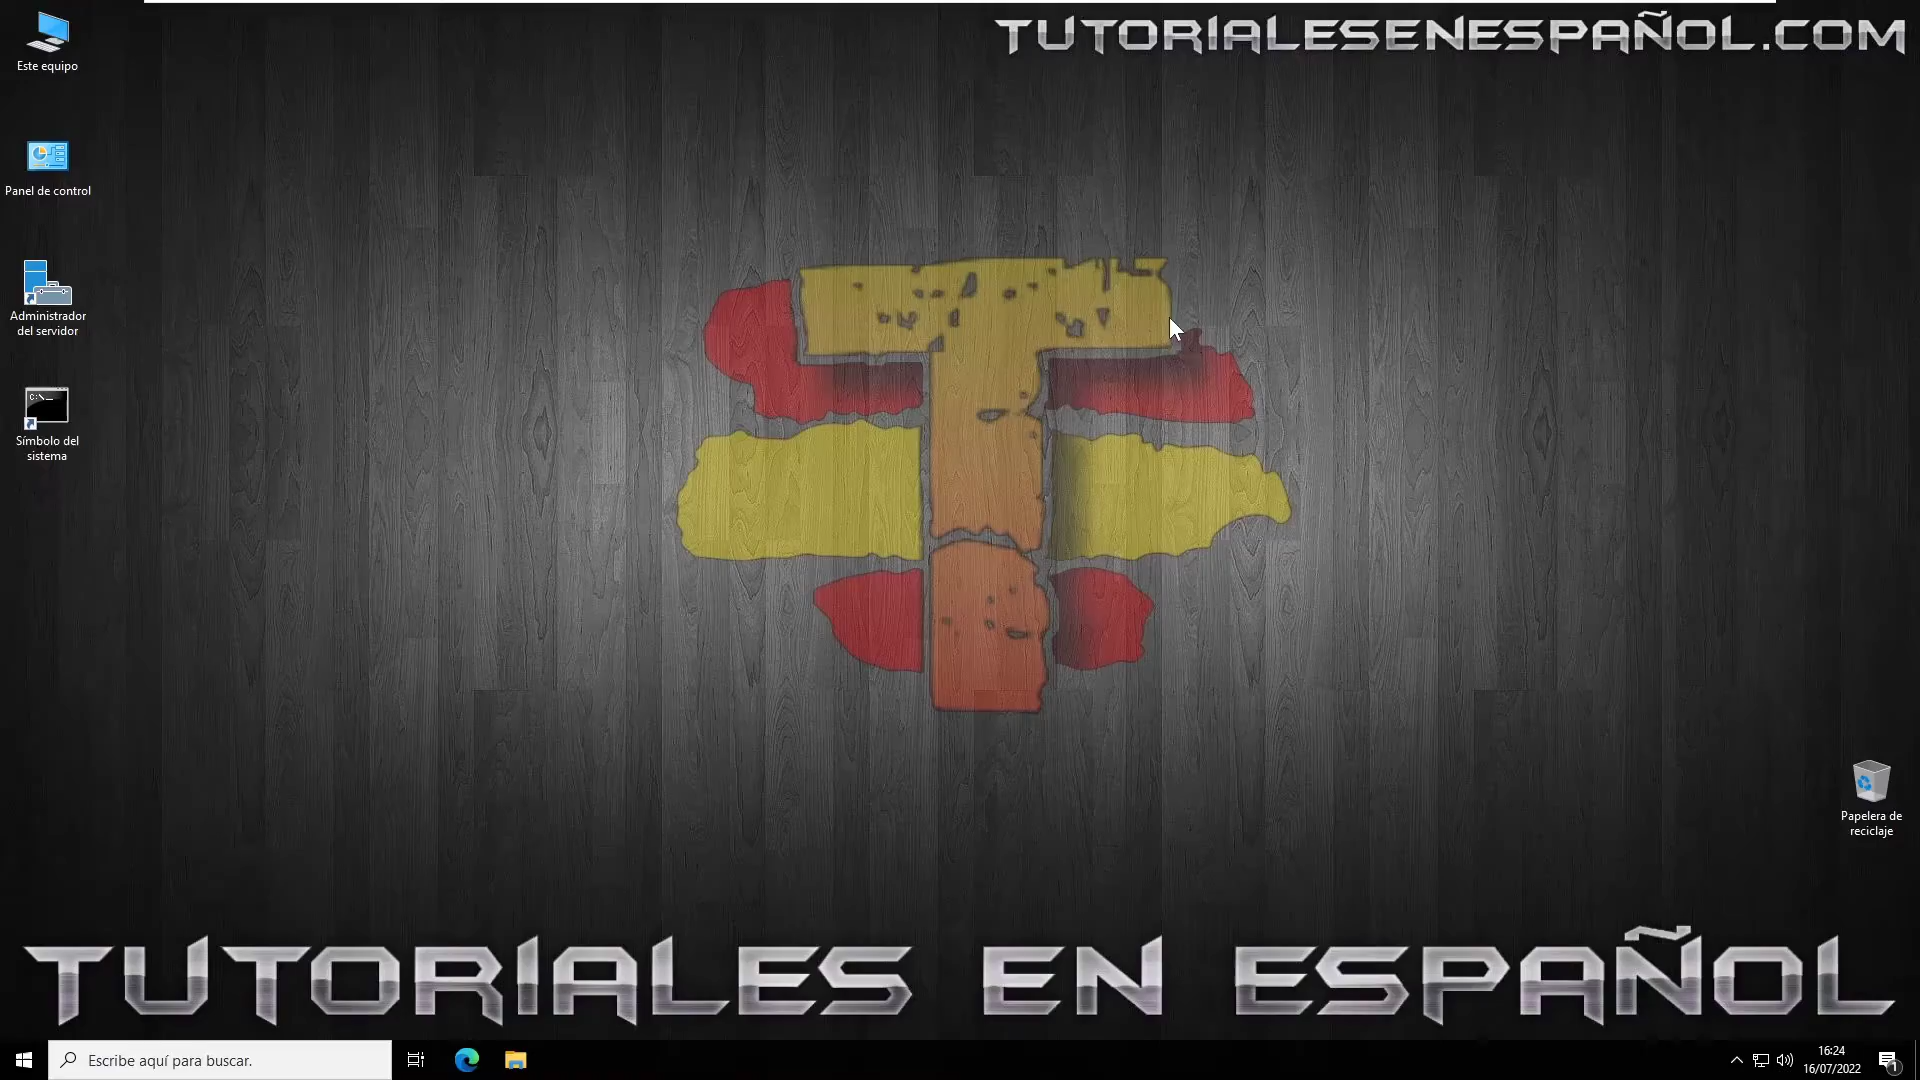 TUTORIALESENESPAÑOL.COM
Este equipo
Panel de control
Administrador
del servidor
C:\_
Símbolo del
sistema
Papelera de
reciclaje
TUTORIALES EN ESPAÑOL
Escribe aquí para buscar.
16:24
16/07/2022
1